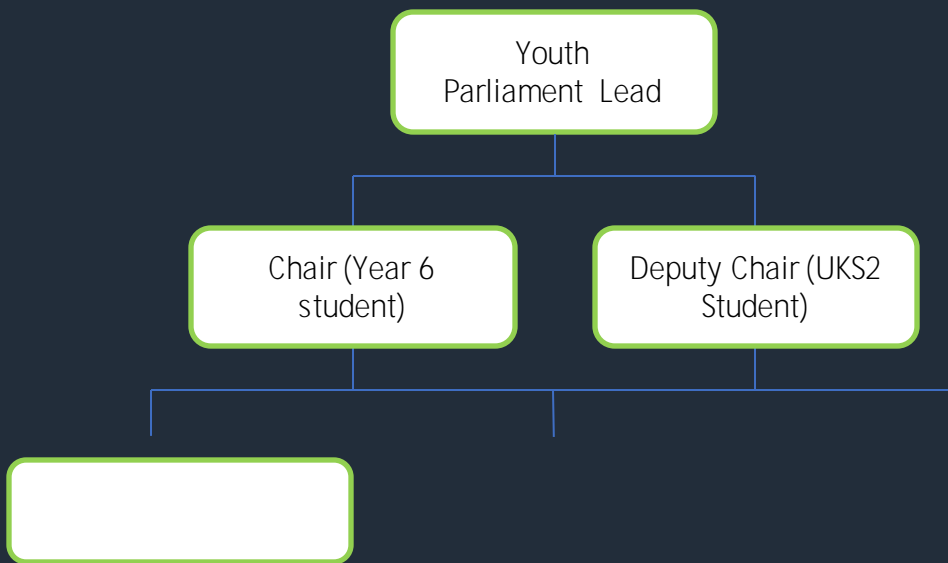 Youth
Parliament Lead
Chair (Year 6
student)
Deputy Chair (UKS2
Student)